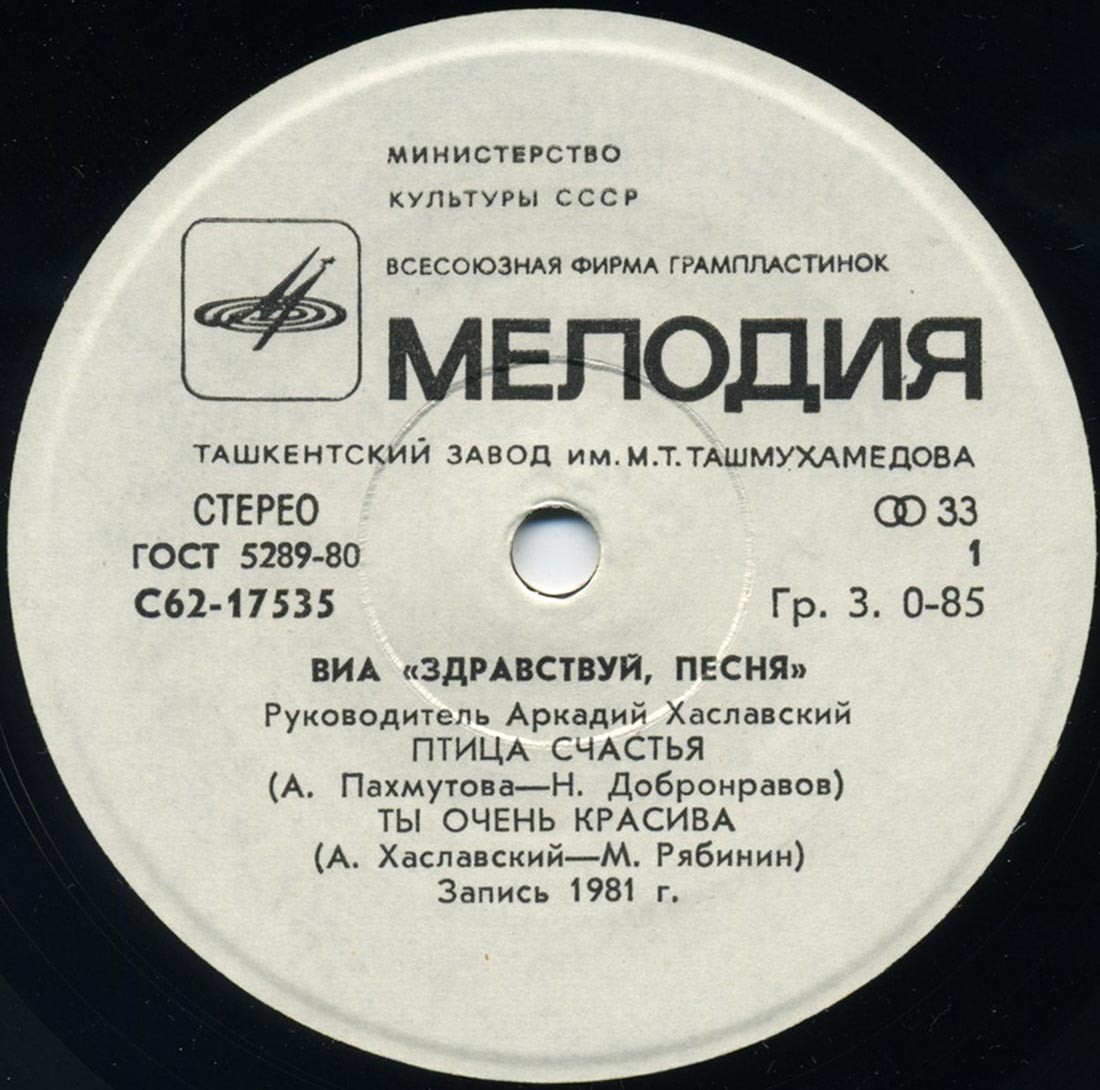 МИНИСТЕРСТВО
КУЛЬТУРЫ СССР
ВСЕСОЮЗНАЯ ФИРМА ГРАМПЛАСТИНОК
МЕЛОДИЯ
ТАШКЕНТСКИЙ ЗАВОД им. М.Т. ТАШМУХАМЕДОВА
СТЕРЕО 33
ГОСТ 5289-80 1
С62-17535 Гр. 3. 0-85
ВИА «ЗДРАВСТВУЙ, ПЕСНЯ»
Руководитель Аркадий Хаславский
ПТИЦА СЧАСТЬЯ
(А. Пахмутова—Н. Добронравов)
ТЫ ОЧЕНЬ КРАСИВА
(А. Хаславский—М. Рябинин)
Запись 1981 г.